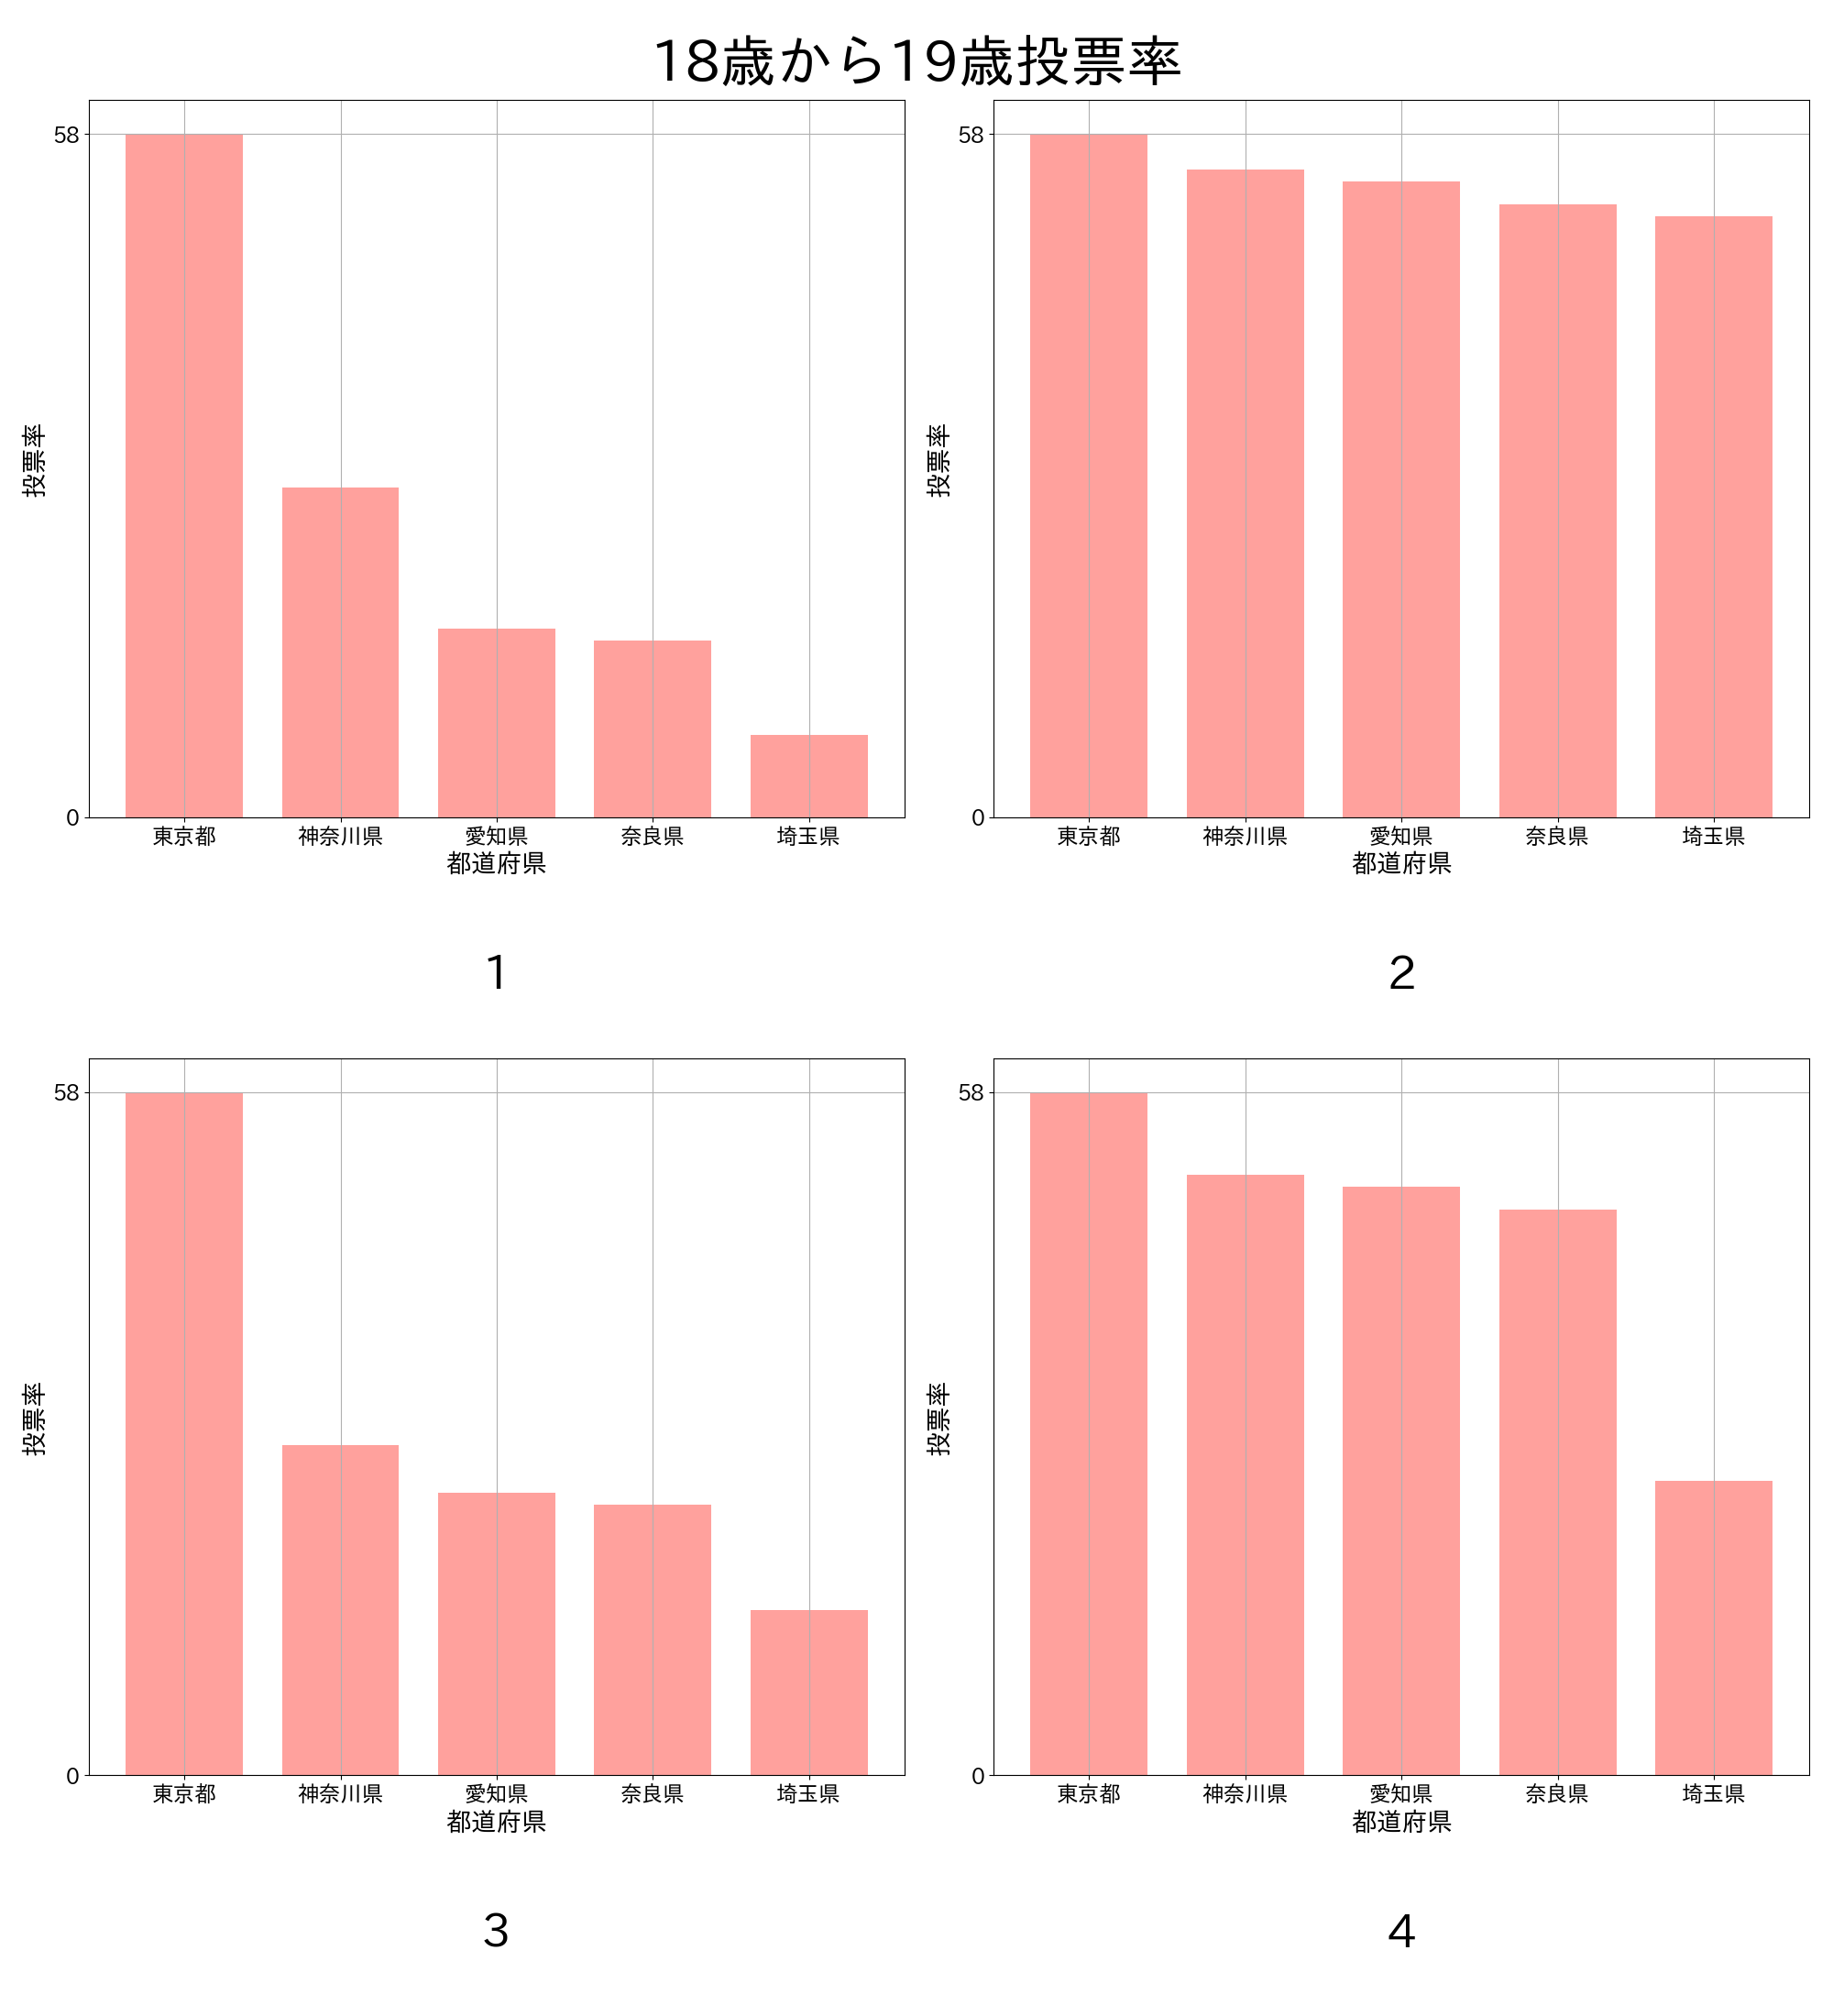 18歳から19歳投票率
58
0
投票率
東京都 神奈川県 愛知県 奈良県 埼玉県
都道府県
1
58
0
投票率
東京都 神奈川県 愛知県 奈良県 埼玉県
都道府県
2
58
0
投票率
東京都 神奈川県 愛知県 奈良県 埼玉県
都道府県
3
58
0
投票率
東京都 神奈川県 愛知県 奈良県 埼玉県
都道府県
4